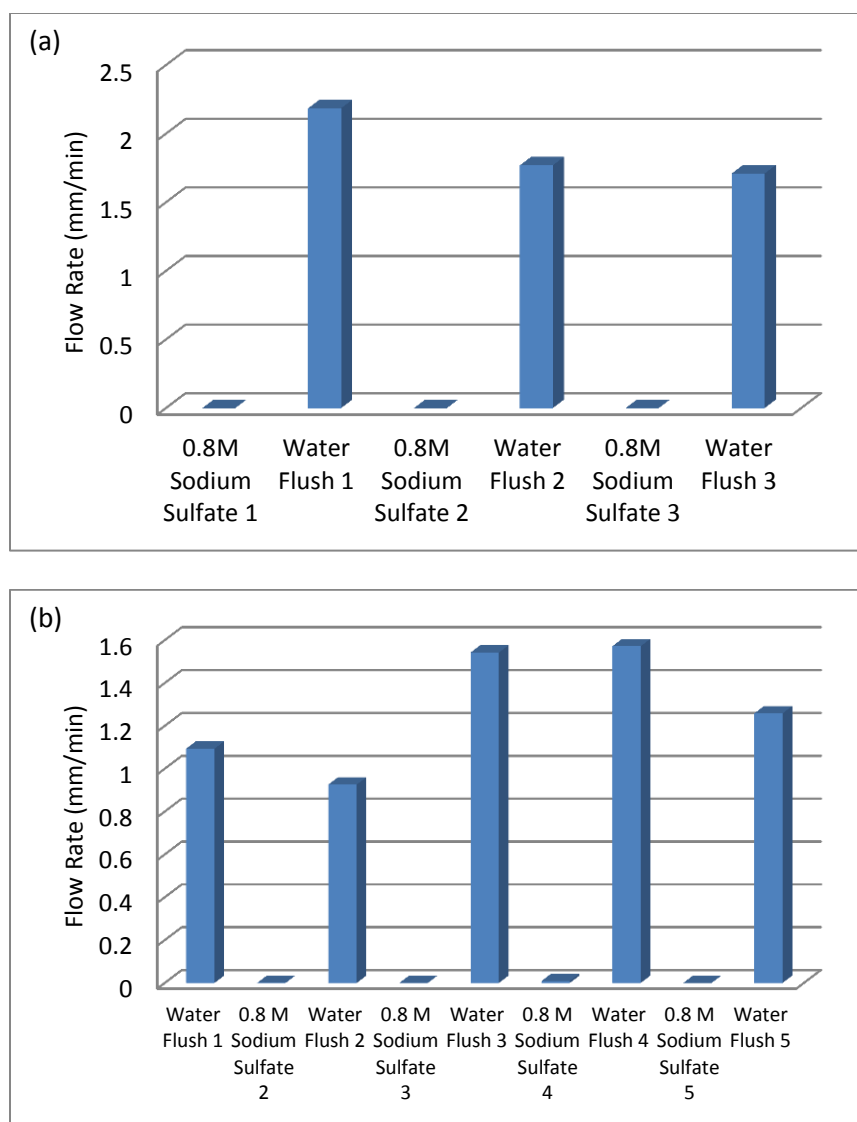 (a)
Flow Rate (mm/min)
2.5
2
1.5
1
0.5
0
0.8M
Sodium
Sulfate 1
Water
Flush 1
0.8M
Sodium
Sulfate 2
Water
Flush 2
0.8M
Sodium
Sulfate 3
Water
Flush 3
(b)
Flow Rate (mm/min)
1.6
1.4
1.2
1
0.8
0.6
0.4
0.2
0
Water
Flush 1
0.8 M
Sodium
Sulfate
2
Water
Flush 2
0.8 M
Sodium
Sulfate
3
Water
Flush 3
0.8 M
Sodium
Sulfate
4
Water
Flush 4
0.8 M
Sodium
Sulfate
5
Water
Flush 5